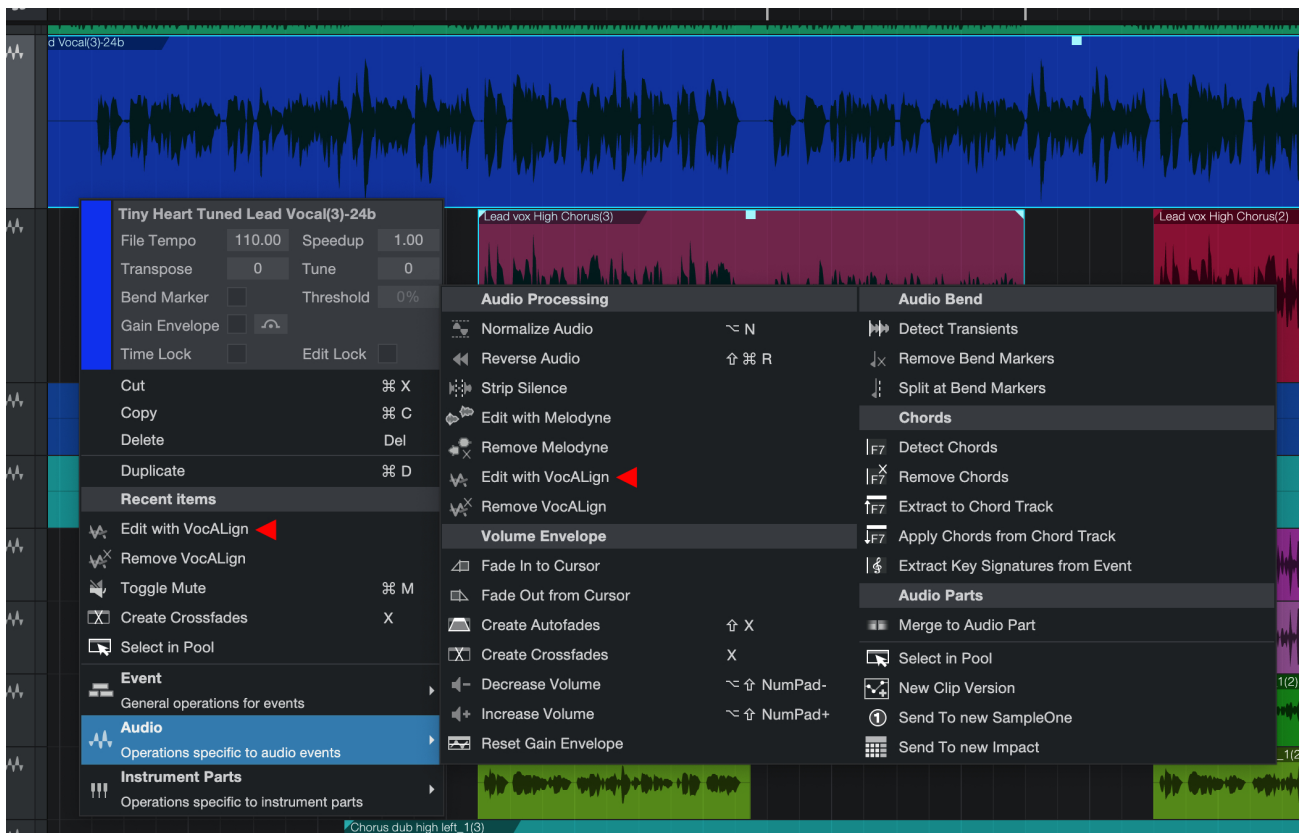 d Vocal(3)-24b
Tiny Heart Tuned Lead Vocal(3)-24b
File Tempo 110.00 Speedup 1.00
Transpose 0 Tune 0
Bend Marker Threshold 0%
Gain Envelope
Time Lock Edit Lock
Cut ⌘ X
Copy ⌘ C
Delete Del
Duplicate ⌘ D
Recent items
Edit with VocALign
Remove VocALign
Toggle Mute ⌘ M
Create Crossfades X
Select in Pool
Event
General operations for events
Audio
Operations specific to audio events
Instrument Parts
Operations specific to instrument parts
Lead vox High Chorus(3)
Lead vox High Chorus(2)
Audio Processing
Normalize Audio ⌥ N
Reverse Audio ⇧ ⌘ R
Strip Silence
Edit with Melodyne
Remove Melodyne
Edit with VocALign
Remove VocALign
Volume Envelope
Fade In to Cursor
Fade Out from Cursor
Create Autofades ⇧ X
Create Crossfades X
Decrease Volume ⌥ ⇧ NumPad-
Increase Volume ⌥ ⇧ NumPad+
Reset Gain Envelope
Audio Bend
Detect Transients
Remove Bend Markers
Split at Bend Markers
Chords
F7 Detect Chords
F7 Remove Chords
F7 Extract to Chord Track
F7 Apply Chords from Chord Track
Extract Key Signatures from Event
Audio Parts
Merge to Audio Part
Select in Pool
New Clip Version
1 Send To new SampleOne
Send To new Impact
1(2)
_1(2
Chorus dub high left_1(3)